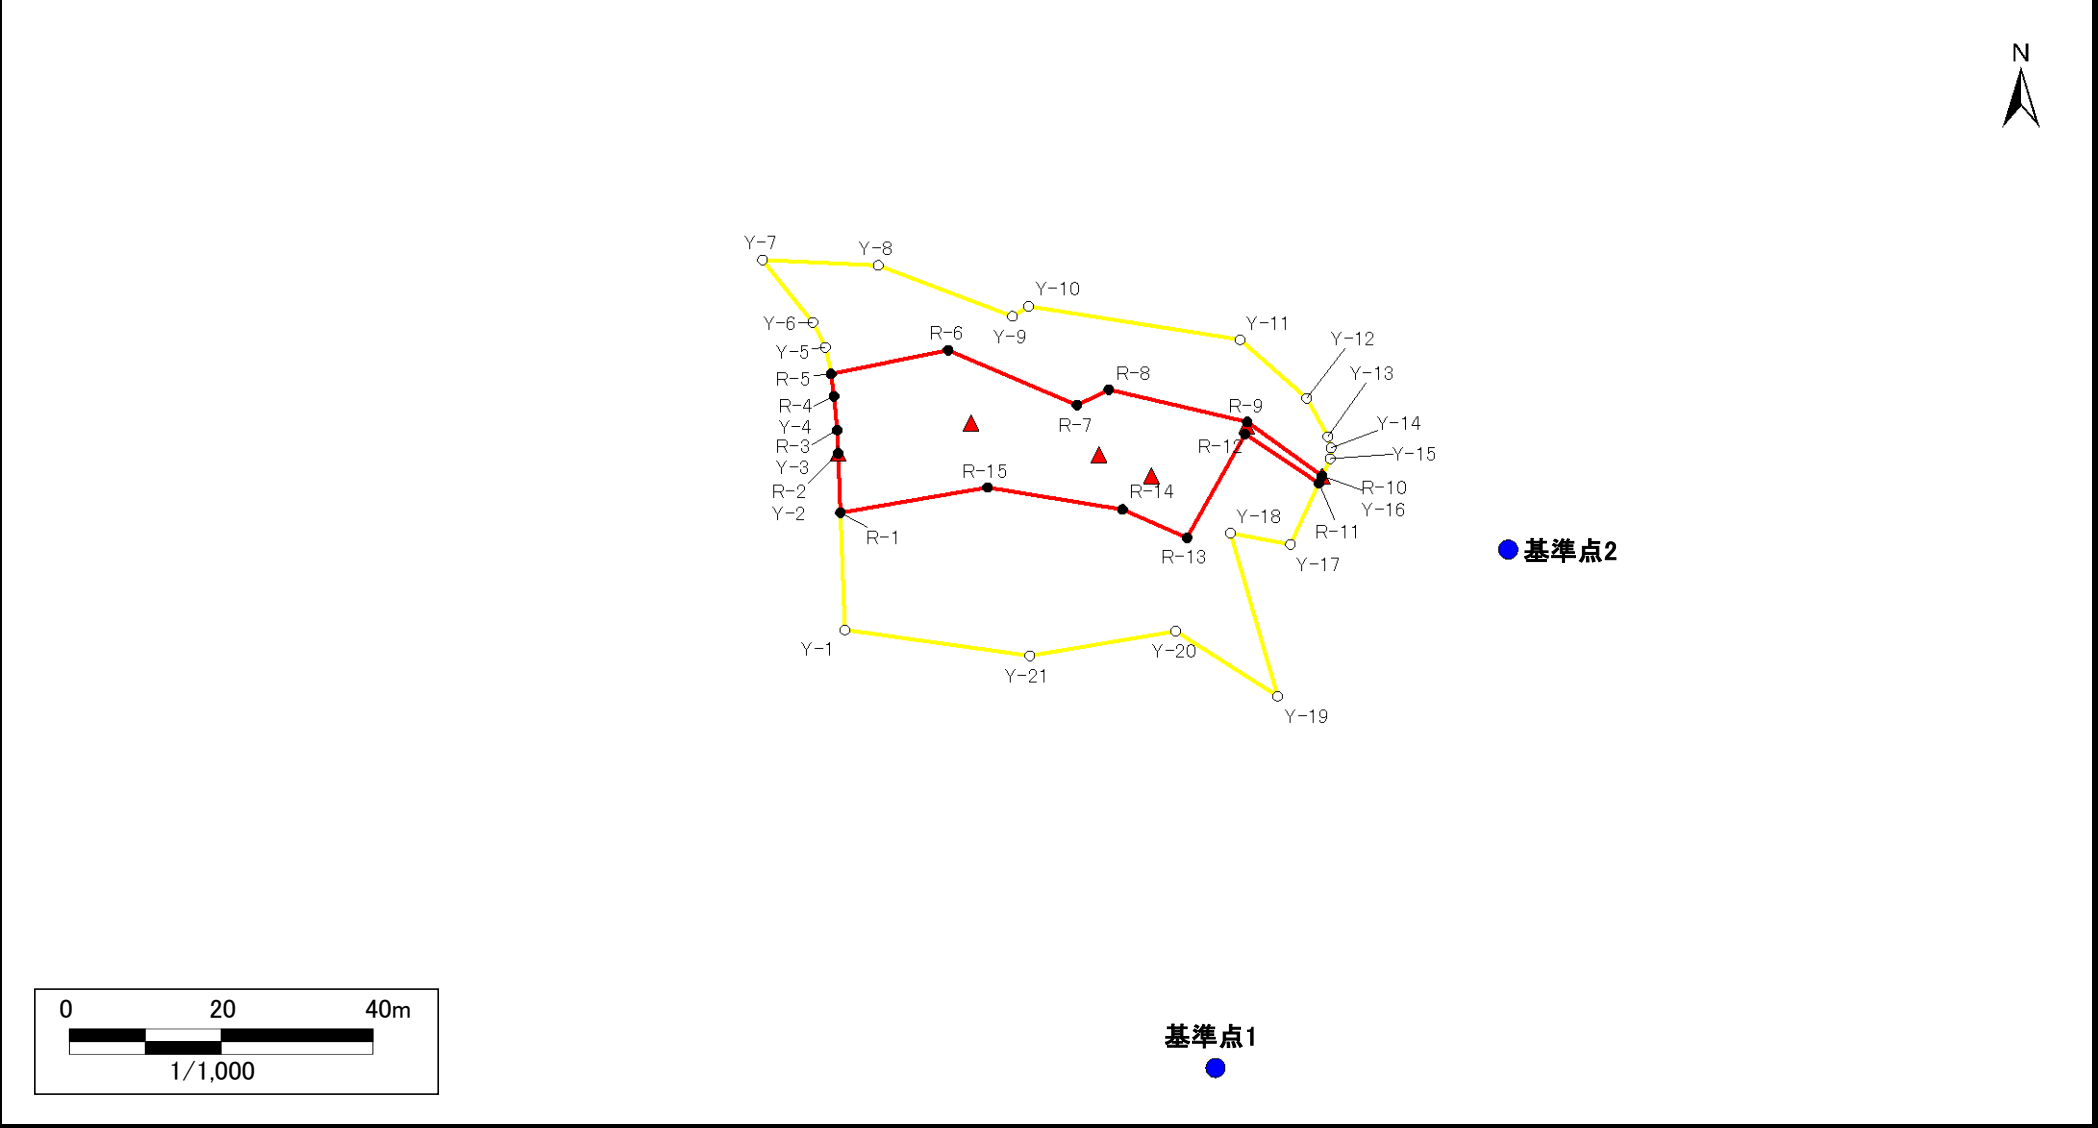 N
Y-7
Y-8
Y-10
Y-6
Y-9
Y-11
R-6
Y-12
Y-5
R-5
R-8
Y-13
R-4
R-9
Y-4
R-7
Y-14
R-3
R-12
Y-15
Y-3
R-15
R-2
R-14
R-10
Y-2
Y-16
Y-18
R-1
R-11
R-13
Y-17
基準点2
Y-1
Y-20
Y-21
Y-19
基準点1
0 20 40m
1/1,000